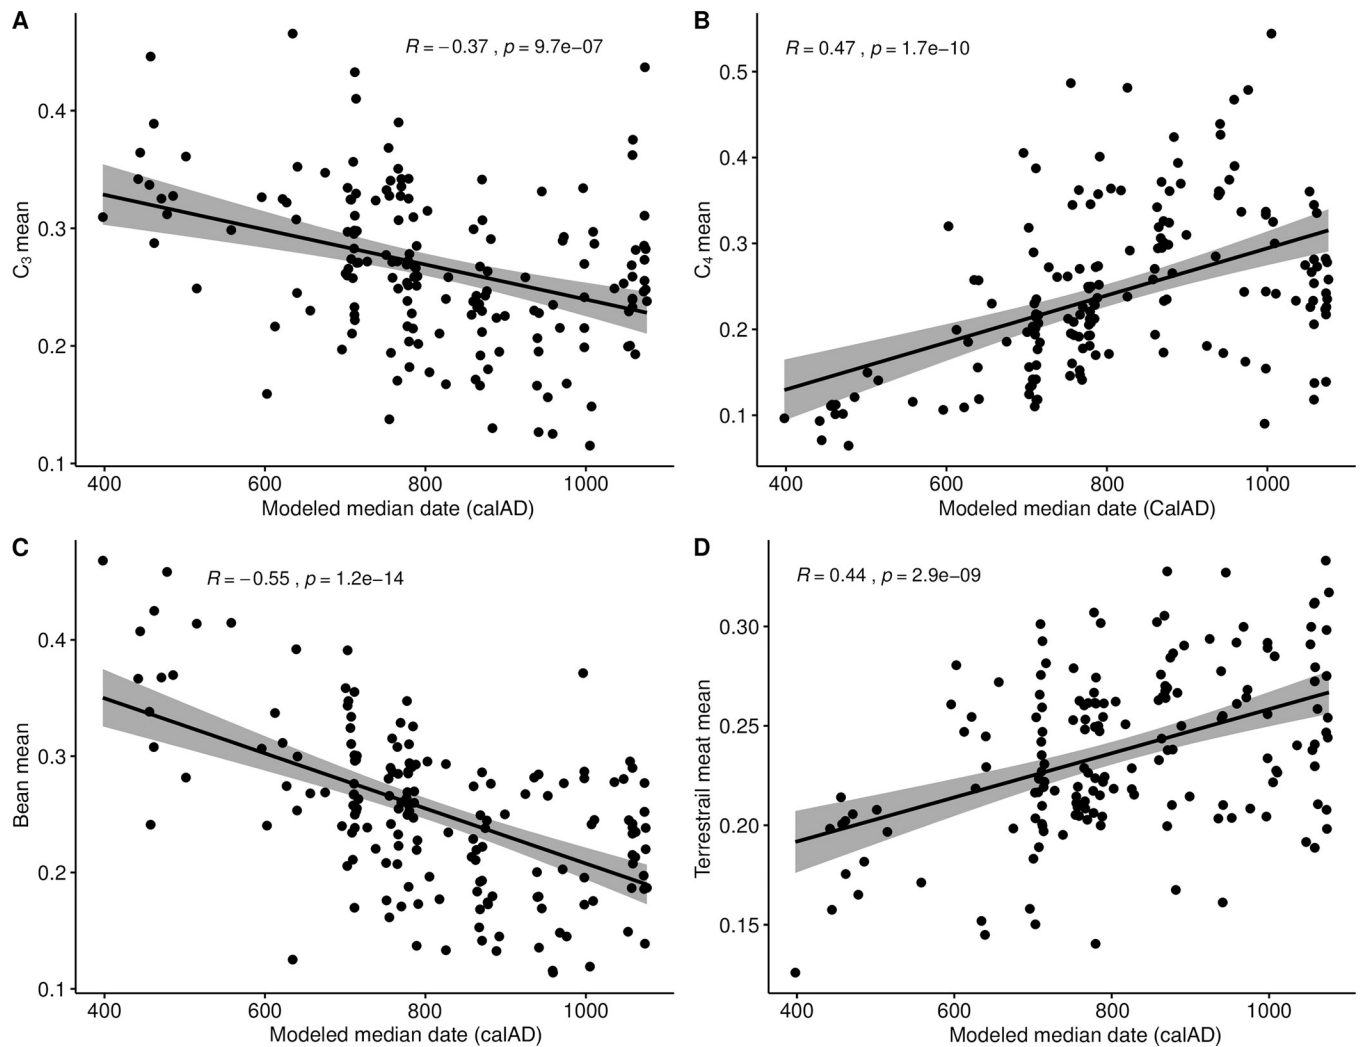 A
R = −0.37 , p = 9.7e−07
0.4
0.3
0.2
0.1
C3 mean
400 600 800 1000
Modeled median date (calAD)
B
R = 0.47 , p = 1.7e−10
0.5
0.4
0.3
0.2
0.1
C4 mean
400 600 800 1000
Modeled median date (CalAD)
C
R = −0.55 , p = 1.2e−14
0.4
0.3
0.2
0.1
Bean mean
400 600 800 1000
Modeled median date (calAD)
D
R = 0.44 , p = 2.9e−09
0.30
0.25
0.20
0.15
Terrestrail meat mean
400 600 800 1000
Modeled median date (calAD)